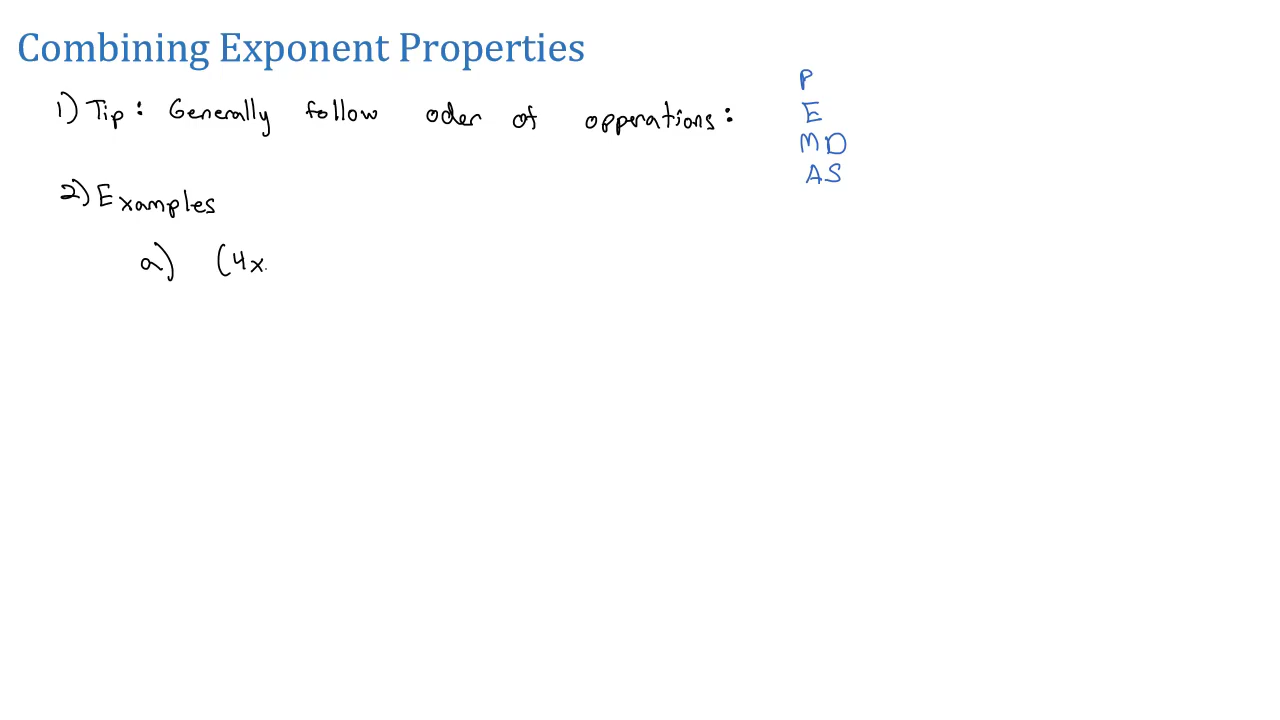 Combining Exponent Properties
1) Tip: Generally follow oder of opperations:
P
E
MD
AS
2) Examples
a) (4x